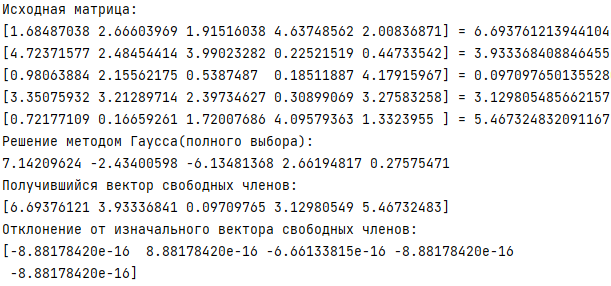 Исходная матрица:
[1.68487038 2.66603969 1.91516038 4.63748562 2.00836871] = 6.693761213944104
[4.72371577 2.48454414 3.99023282 0.22521519 0.44733542] = 3.933368408846455
[0.98063884 2.15562175 0.5387487  0.18511887 4.17915967] = 0.097097650135528
[3.35075932 3.21289714 2.39734627 0.30899069 3.27583258] = 3.129805485662157
[0.72177109 0.16659261 1.72007686 4.09579363 1.3323955 ] = 5.467324832091167
Решение методом Гаусса(полного выбора):
7.14209624 -2.43400598 -6.13481368 2.66194817 0.27575471
Получившийся вектор свободных членов:
[6.69376121 3.93336841 0.09709765 3.12980549 5.46732483]
Отклонение от изначального вектора свободных членов:
[-8.88178420e-16  8.88178420e-16 -6.66133815e-16 -8.88178420e-16
 -8.88178420e-16]